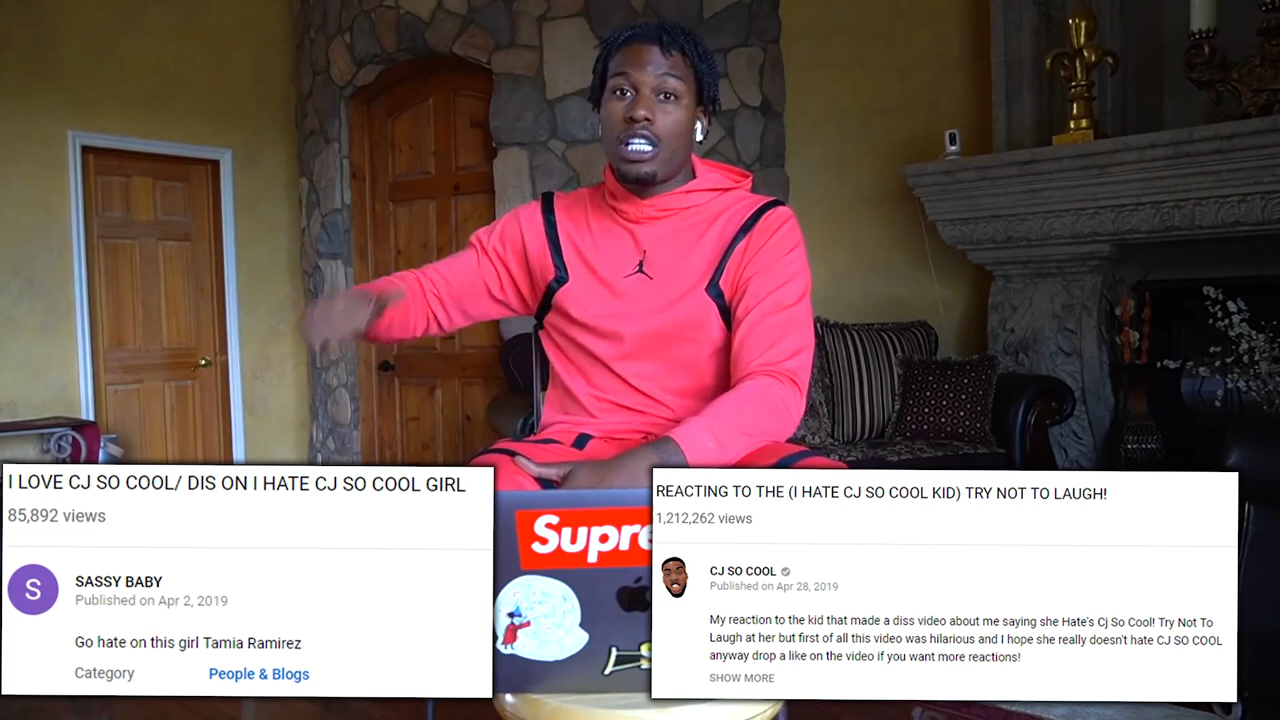 I LOVE CJ SO COOL/ DIS ON I HATE CJ SO COOL GIRL
85,892 views
S
SASSY BABY
Published on Apr 2, 2019
Go hate on this girl Tamia Ramirez
Category People & Blogs
Supre
REACTING TO THE (I HATE CJ SO COOL KID) TRY NOT TO LAUGH!
1,212,262 views
CJ SO COOL
Published on Apr 28, 2019
My reaction to the kid that made a diss video about me saying she Hate's Cj So Cool! Try Not To
Laugh at her but first of all this video was hilarious and I hope she really doesn't hate CJ SO COOL
anyway drop a like on the video if you want more reactions!
SHOW MORE